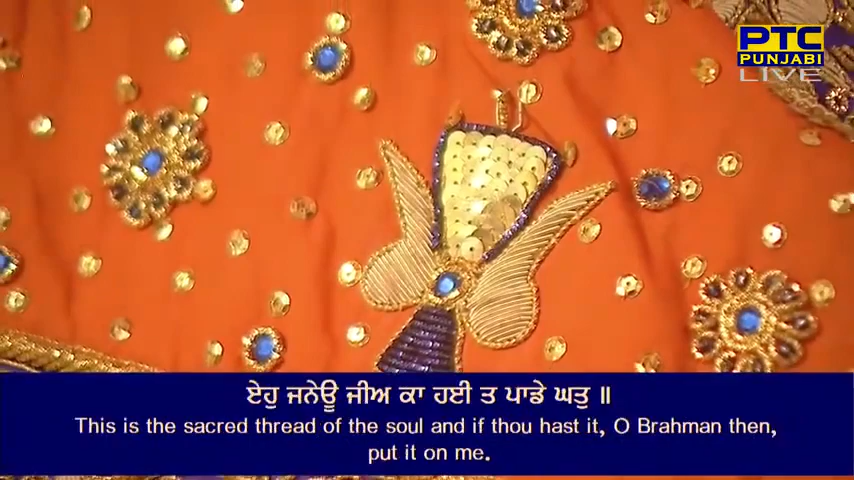 PTC
PUNJABI
LIVE
ਏਹੁ ਜਨੇਊ ਜੀਅ ਕਾ ਹਈ ਤ ਪਾਡੇ ਘਤੁ ॥
This is the sacred thread of the soul and if thou hast it, O Brahman then,
put it on me.